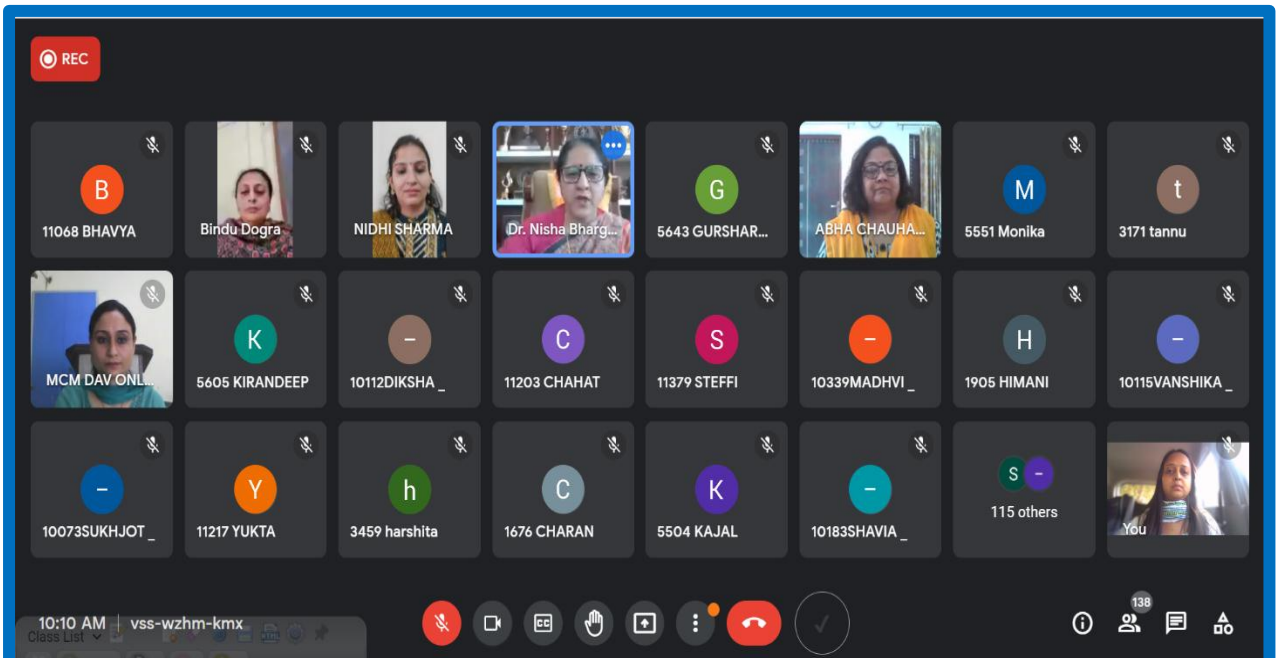 REC
B
11068 BHAVYA
Bindu Dogra
NIDHI SHARMA
Dr. Nisha Bharg...
G
5643 GURSHAR...
ABHA CHAUHA...
M
5551 Monika
t
3171 tannu
MCM DAV ONL...
K
5605 KIRANDEEP
–
10112DIKSHA _
C
11203 CHAHAT
S
11379 STEFFI
–
10339MADHVI _
H
1905 HIMANI
–
10115VANSHIKA _
–
10073SUKHJOT _
Y
11217 YUKTA
h
3459 harshita
C
1676 CHARAN
K
5504 KAJAL
–
10183SHAVIA _
S –
115 others
You
10:10 AM | vss-wzhm-kmx
Class List
CC
138